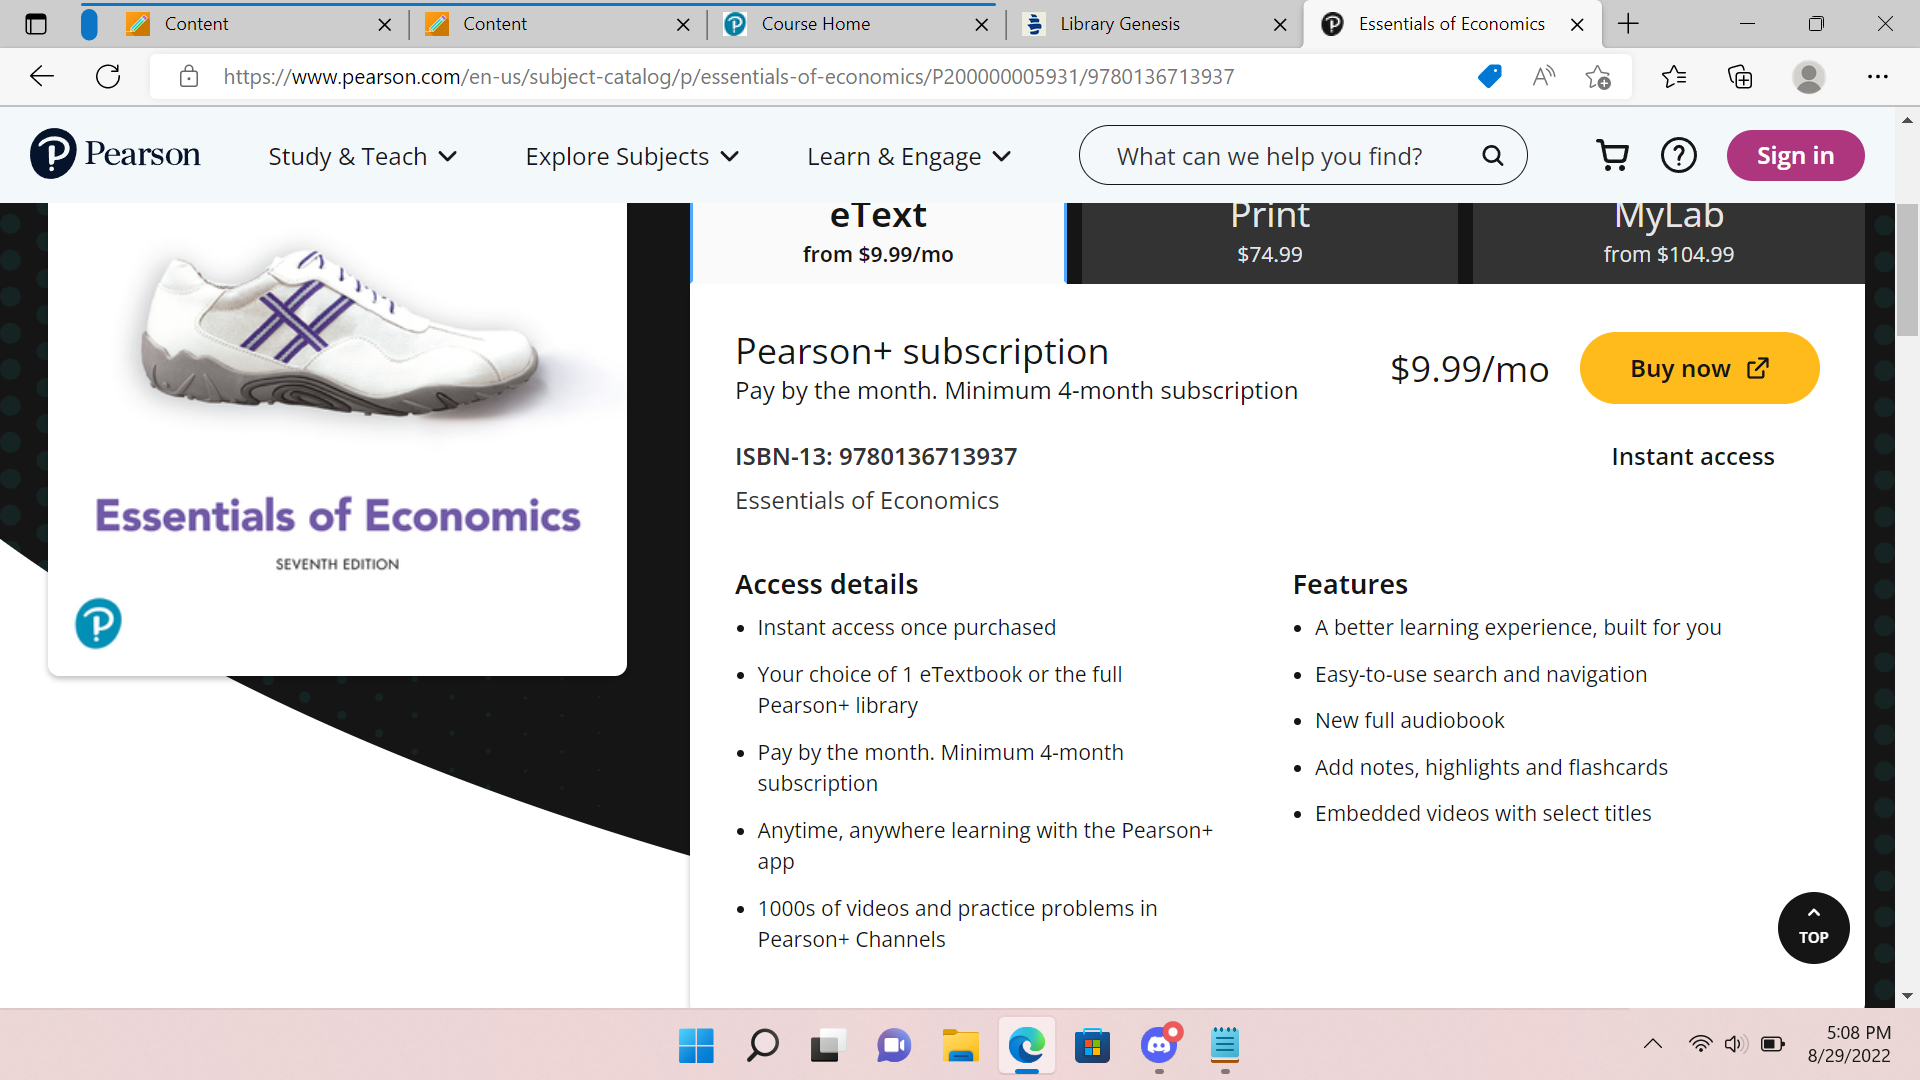 Content
Content
Course Home
Library Genesis
Essentials of Economics
https://www.pearson.com/en-us/subject-catalog/p/essentials-of-economics/P200000005931/9780136713937
Pearson
Study & Teach
Explore Subjects
Learn & Engage
What can we help you find?
Sign in
eText
from $9.99/mo
Print
$74.99
MyLab
from $104.99
Essentials of Economics
SEVENTH EDITION
Pearson+ subscription
Pay by the month. Minimum 4-month subscription
$9.99/mo
Buy now
ISBN-13: 9780136713937
Instant access
Essentials of Economics
Access details
• Instant access once purchased
• Your choice of 1 eTextbook or the full
Pearson+ library
• Pay by the month. Minimum 4-month
subscription
• Anytime, anywhere learning with the Pearson+
app
• 1000s of videos and practice problems in
Pearson+ Channels
Features
• A better learning experience, built for you
• Easy-to-use search and navigation
• New full audiobook
• Add notes, highlights and flashcards
• Embedded videos with select titles
TOP
5:08 PM
8/29/2022